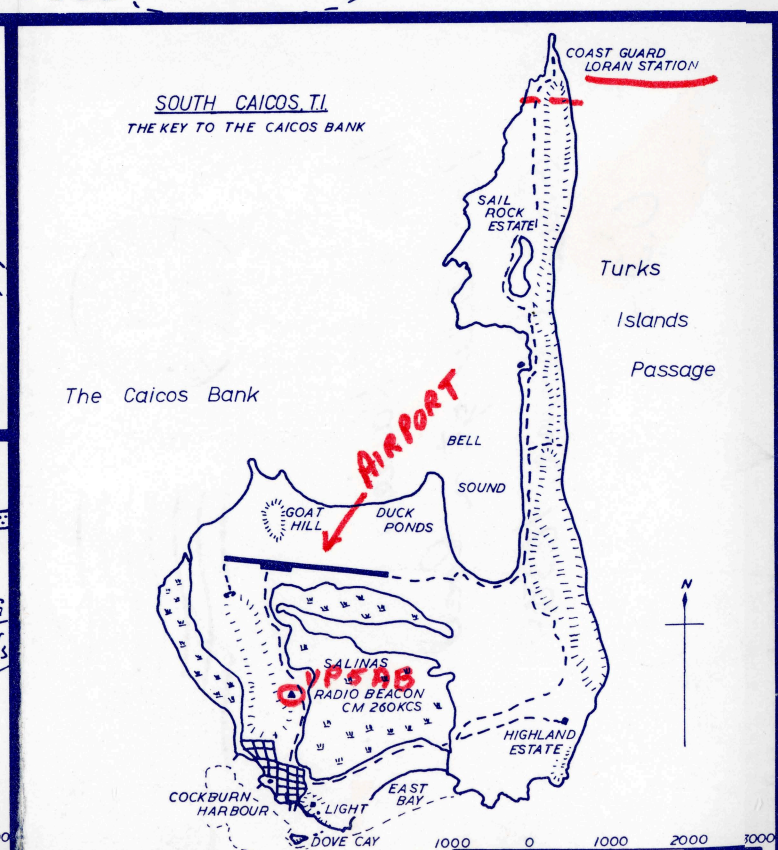 COAST GUARD
LORAN STATION
SOUTH CAICOS, T.I.
THE KEY TO THE CAICOS BANK
SAIL
ROCK
ESTATE
Turks
Islands
Passage
The Caicos Bank
AIRPORT
BELL
SOUND
GOAT
HILL
DUCK
PONDS
N
SALINAS
VP5AB
RADIO BEACON
CM 260KCS
HIGHLAND
ESTATE
EAST
BAY
COCKBURN
HARBOUR
LIGHT
DOVE CAY
1000 0 1000 2000 3000